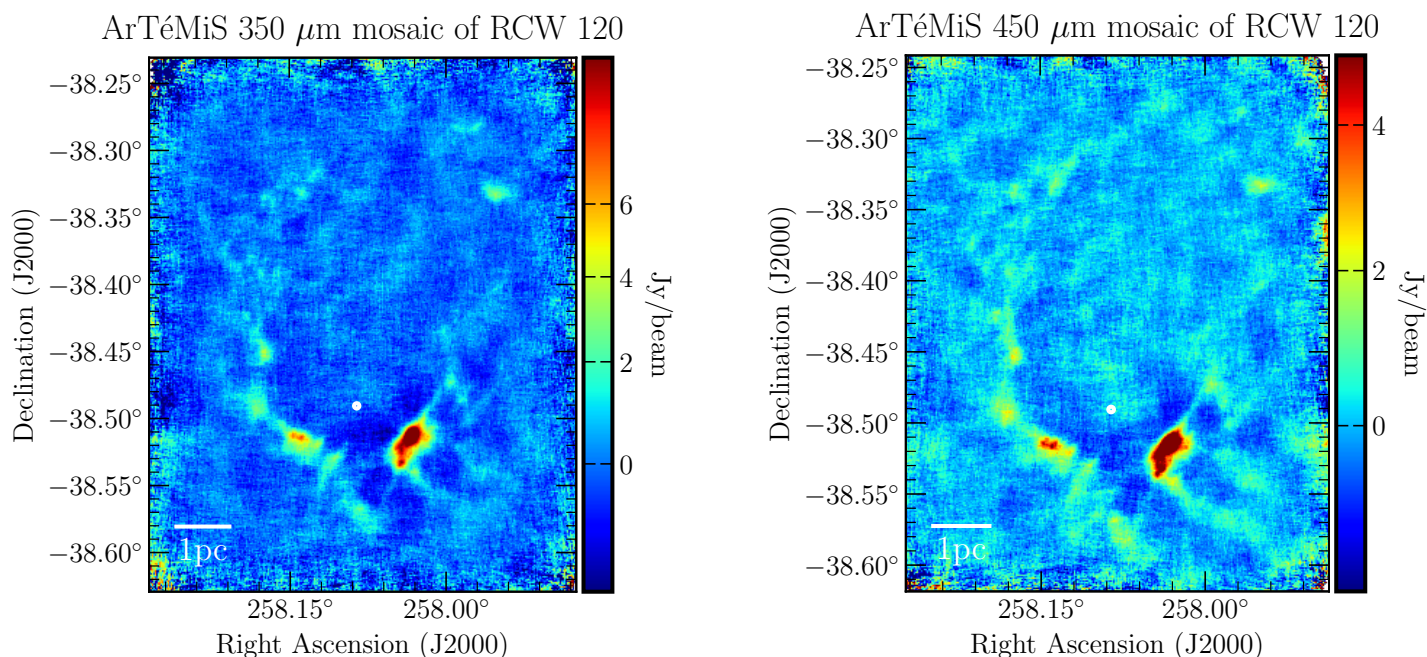 ArTéMiS 350 μm mosaic of RCW 120
−38.25°
−38.30°
−38.35°
−38.40°
−38.45°
−38.50°
−38.55°
−38.60°
Declination (J2000)
1pc
258.15° 258.00°
Right Ascension (J2000)
6
4
2
0
Jy/beam
ArTéMiS 450 μm mosaic of RCW 120
−38.25°
−38.30°
−38.35°
−38.40°
−38.45°
−38.50°
−38.55°
−38.60°
Declination (J2000)
1pc
258.15° 258.00°
Right Ascension (J2000)
4
2
0
Jy/beam